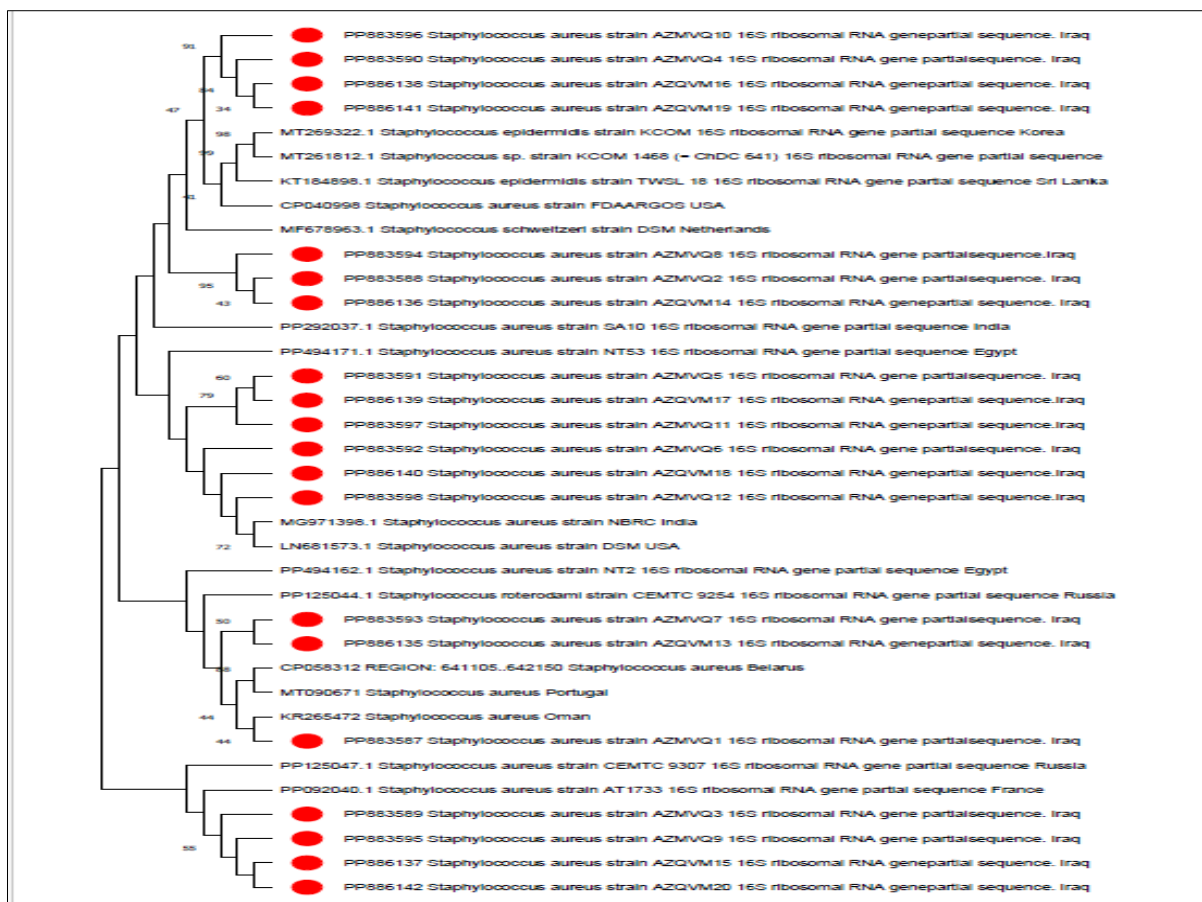 PP883596 Staphylococcus aureus strain AZMVQ10 16S ribosomal RNA genepartial sequence. Iraq
91
PP883590 Staphylococcus aureus strain AZMVQ4 16S ribosomal RNA gene partialsequence. Iraq
PP886138 Staphylococcus aureus strain AZQVM16 16S ribosomal RNA genepartial sequence. Iraq
PP886141 Staphylococcus aureus strain AZQVM19 16S ribosomal RNA genepartial sequence. Iraq
47
34
MT269322.1 Staphylococcus epidermidis strain KCOM 16S ribosomal RNA gene partial sequence Korea
98
MT261812.1 Staphylococcus sp. strain KCOM 1468 (= ChDC 641) 16S ribosomal RNA gene partial sequence
KT184898.1 Staphylococcus epidermidis strain TWSL 18 16S ribosomal RNA gene partial sequence Sri Lanka
CP040998 Staphylococcus aureus strain FDAARGOS USA
MF678963.1 Staphylococcus schweitzeri strain DSM Netherlands
PP883594 Staphylococcus aureus strain AZMVQ8 16S ribosomal RNA gene partialsequence.Iraq
PP883588 Staphylococcus aureus strain AZMVQ2 16S ribosomal RNA gene partialsequence. Iraq
95
PP886136 Staphylococcus aureus strain AZQVM14 16S ribosomal RNA genepartial sequence. Iraq
43
PP292037.1 Staphylococcus aureus strain SA10 16S ribosomal RNA gene partial sequence India
PP494171.1 Staphylococcus aureus strain NT53 16S ribosomal RNA gene partial sequence Egypt
PP883591 Staphylococcus aureus strain AZMVQ5 16S ribosomal RNA gene partialsequence. Iraq
60
PP886139 Staphylococcus aureus strain AZQVM17 16S ribosomal RNA genepartial sequence.Iraq
79
PP883597 Staphylococcus aureus strain AZMVQ11 16S ribosomal RNA genepartial sequence.Iraq
PP883592 Staphylococcus aureus strain AZMVQ6 16S ribosomal RNA gene partialsequence. Iraq
PP886140 Staphylococcus aureus strain AZQVM18 16S ribosomal RNA genepartial sequence.Iraq
PP883598 Staphylococcus aureus strain AZMVQ12 16S ribosomal RNA genepartial sequence.Iraq
MG971398.1 Staphylococcus aureus strain NBRC India
LN681573.1 Staphylococcus aureus strain DSM USA
72
PP494162.1 Staphylococcus aureus strain NT2 16S ribosomal RNA gene partial sequence Egypt
PP125044.1 Staphylococcus roterodami strain CEMTC 9254 16S ribosomal RNA gene partial sequence Russia
PP883593 Staphylococcus aureus strain AZMVQ7 16S ribosomal RNA gene partialsequence. Iraq
50
PP886135 Staphylococcus aureus strain AZQVM13 16S ribosomal RNA genepartial sequence. Iraq
CP058312 REGION: 641105..642150 Staphylococcus aureus Belarus
MT090671 Staphylococcus aureus Portugal
KR265472 Staphylococcus aureus Oman
44
PP883587 Staphylococcus aureus strain AZMVQ1 16S ribosomal RNA gene partialsequence. Iraq
44
PP125047.1 Staphylococcus aureus strain CEMTC 9307 16S ribosomal RNA gene partial sequence Russia
PP092040.1 Staphylococcus aureus strain AT1733 16S ribosomal RNA gene partial sequence France
PP883589 Staphylococcus aureus strain AZMVQ3 16S ribosomal RNA gene partialsequence. Iraq
PP883595 Staphylococcus aureus strain AZMVQ9 16S ribosomal RNA gene partialsequence. Iraq
55
PP886137 Staphylococcus aureus strain AZQVM15 16S ribosomal RNA genepartial sequence. Iraq
PP886142 Staphylococcus aureus strain AZQVM20 16S ribosomal RNA genepartial sequence. Iraq